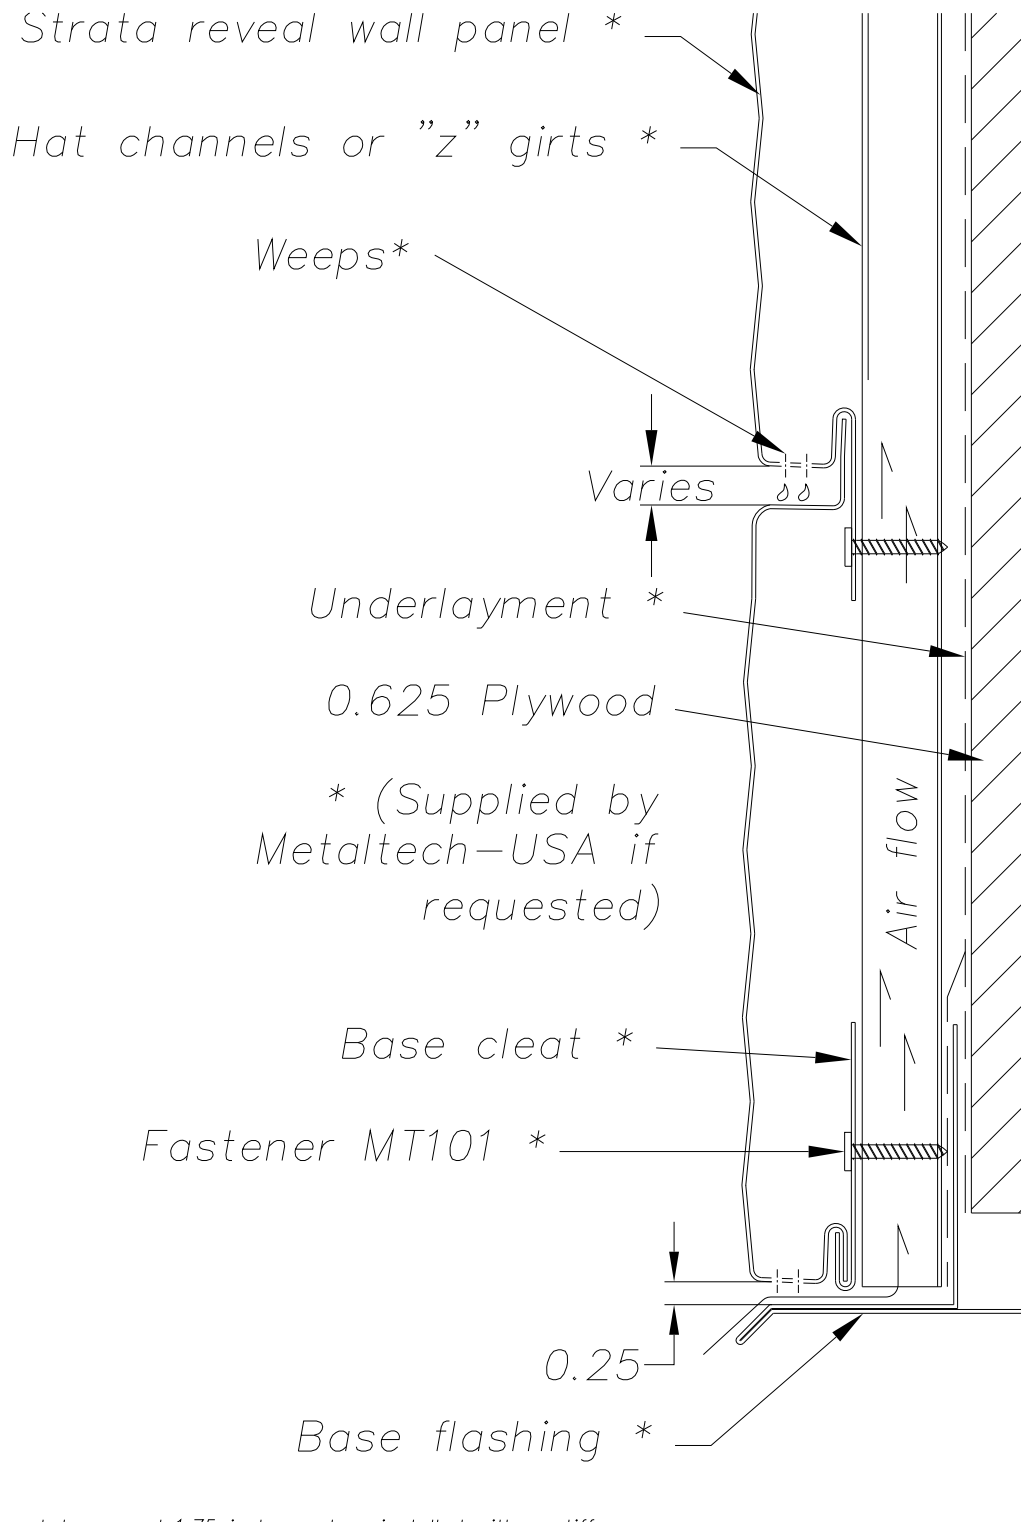 Strata reveal wall panel *
Hat channels or "z" girts *
Weeps*
Varies
Underlayment *
0.625 Plywood
* (Supplied by
Metaltech-USA if
requested)
Air flow
Base cleat *
Fastener MT101 *
0.25
Base flashing *